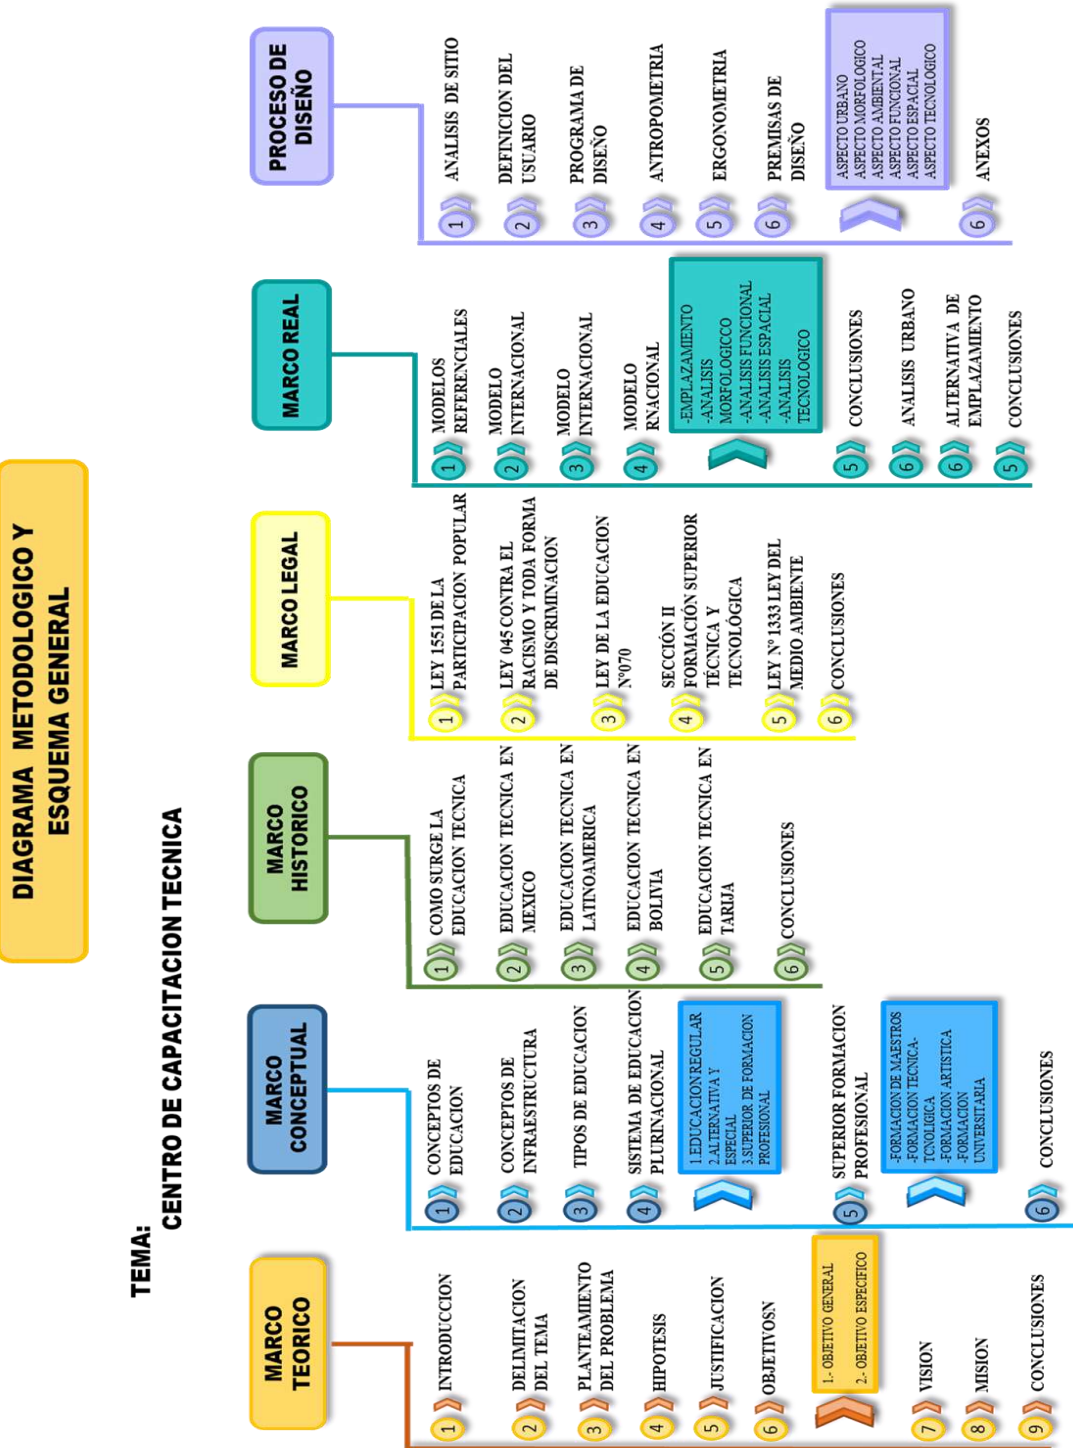 DIAGRAMA METODOLOGICO Y
ESQUEMA GENERAL
TEMA:
CENTRO DE CAPACITACION TECNICA
MARCO
TEORICO
1 INTRODUCCION
2 DELIMITACION
DEL TEMA
3 PLANTEAMIENTO
DEL PROBLEMA
4 HIPOTESIS
5 JUSTIFICACION
6 OBJETIVOSN
1.- OBJETIVO GENERAL
2.- OBJETIVO ESPECIFICO
7 VISION
8 MISION
9 CONCLUSIONES
MARCO
CONCEPTUAL
1 CONCEPTOS DE
EDUCACION
2 CONCEPTOS DE
INFRAESTRUCTURA
3 TIPOS DE EDUCACION
4 SISTEMA DE EDUCACION
PLURINACIONAL
1.EDUCACION REGULAR
2.ALTERNATIVA Y
ESPECIAL
3.SUPERIOR DE FORMACION
PROFESIONAL
5 SUPERIOR FORMACION
PROFESIONAL
-FORMACION DE MAESTROS
-FORMACION TECNICA-
TCNOLIGICA
-FORMACION ARTISTICA
-FORMACION
UNIVERSITARIA
6 CONCLUSIONES
MARCO
HISTORICO
1 COMO SURGE LA
EDUCACION TECNICA
2 EDUCACION TECNICA EN
MEXICO
3 EDUCACION TECNICA EN
LATINOAMERICA
4 EDUCACION TECNICA EN
BOLIVIA
5 EDUCACION TECNICA EN
TARIJA
6 CONCLUSIONES
MARCO LEGAL
1 LEY 1551 DE LA
PARTICIPACION POPULAR
2 LEY 045 CONTRA EL
RACISMO Y TODA FORMA
DE DISCRIMINACION
3 LEY DE LA EDUCACION
Nº070
4 SECCIÓN II
FORMACIÓN SUPERIOR
TÉCNICA Y
TECNOLÓGICA
5 LEY Nº 1333 LEY DEL
MEDIO AMBIENTE
6 CONCLUSIONES
MARCO REAL
1 MODELOS
REFERENCIALES
2 MODELO
INTERNACIONAL
3 MODELO
INTERNACIONAL
4 MODELO
RNACIONAL
-EMPLAZAMIENTO
-ANALISIS
MORFOLOGICCO
-ANALISIS FUNCIONAL
-ANALISIS ESPACIAL
-ANALISIS
TECNOLOGICO
5 CONCLUSIONES
6 ANALISIS URBANO
6 ALTERNATIVA DE
EMPLAZAMIENTO
5 CONCLUSIONES
PROCESO DE
DISEÑO
1 ANALISIS DE SITIO
2 DEFINICION DEL
USUARIO
3 PROGRAMA DE
DISEÑO
4 ANTROPOMETRIA
5 ERGONOMETRIA
6 PREMISAS DE
DISEÑO
ASPECTO URBANO
ASPECTO MORFOLOGICO
ASPECTO AMBIENTAL
ASPECTO FUNCIONAL
ASPECTO ESPACIAL
ASPECTO TECNOLOGICO
6 ANEXOS